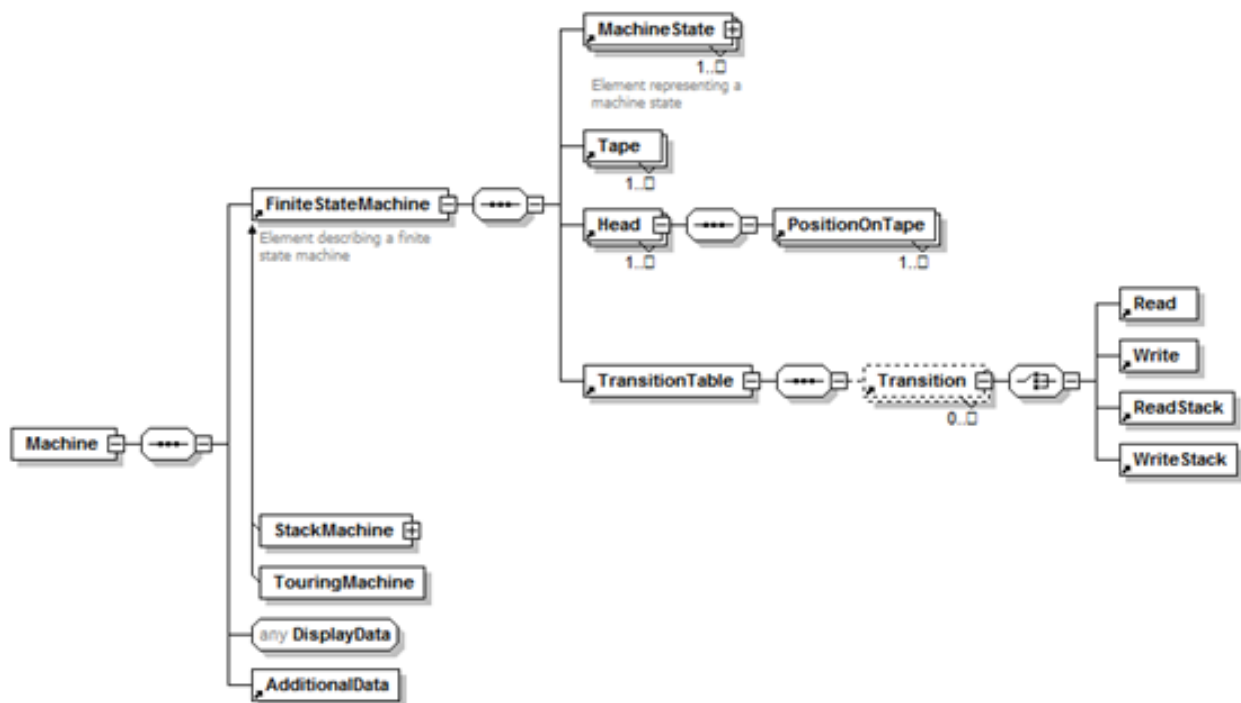 MachineState
1..□
Element representing a
machine state
Tape
1..□
FiniteStateMachine
Element describing a finite
state machine
Head
1..□
PositionOnTape
1..□
Read
Write
TransitionTable
Transition
0..□
ReadStack
WriteStack
Machine
StackMachine
TouringMachine
any DisplayData
AdditionalData